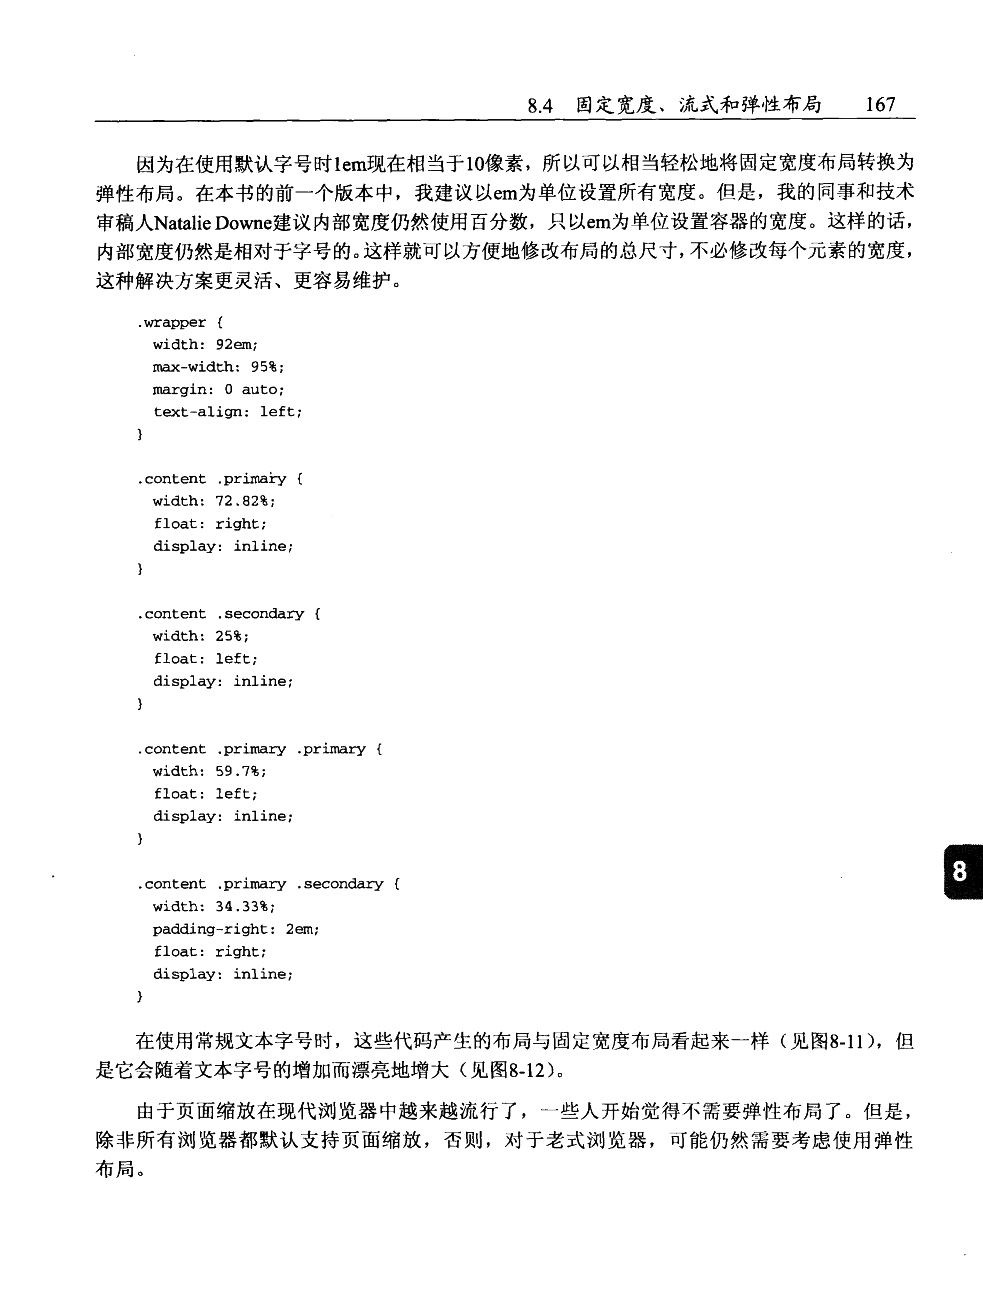 8.4 固定宽度、流式和弹性布局 167
因为在使用默认字号时1em现在相当于10像素，所以可以相当轻松地将固定宽度布局转换为
弹性布局。在本书的前一个版本中，我建议以em为单位设置所有宽度。但是，我的同事和技术
审稿人Natalie Downe建议内部宽度仍然使用百分数，只以em为单位设置容器的宽度。这样的话，
内部宽度仍然是相对于字号的。这样就可以方便地修改布局的总尺寸，不必修改每个元素的宽度，
这种解决方案更灵活、更容易维护。
.wrapper {
width: 92em;
max-width: 95%;
margin: 0 auto;
text-align: left;
}
.content .primary {
width: 72.82%;
float: right;
display: inline;
}
.content .secondary {
width: 25%;
float: left;
display: inline;
}
.content .primary .primary {
width: 59.7%;
float: left;
display: inline;
}
.content .primary .secondary {
width: 34.33%;
padding-right: 2em;
float: right;
display: inline;
}
8
在使用常规文本字号时，这些代码产生的布局与固定宽度布局看起来一样（见图8-11），但
是它会随着文本字号的增加而漂亮地增大（见图8-12）。
由于页面缩放在现代浏览器中越来越流行了，一些人开始觉得不需要弹性布局了。但是，
除非所有浏览器都默认支持页面缩放，否则，对于老式浏览器，可能仍然需要考虑使用弹性
布局。